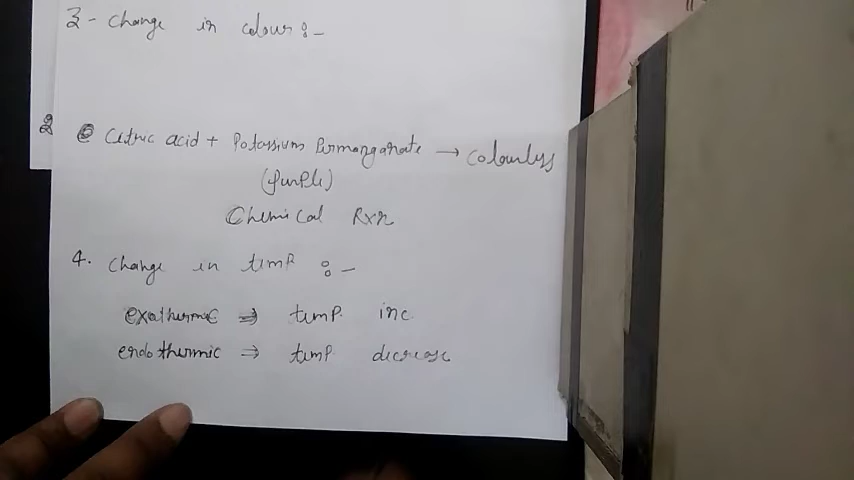 3 - Change in colour :-
2 Citric acid + Potassium Permanganate → colourless
(purple)
Chemical Rxn
4. Change in temp :-
exothermic ⇒ temp. inc.
endothermic ⇒ temp. decrease